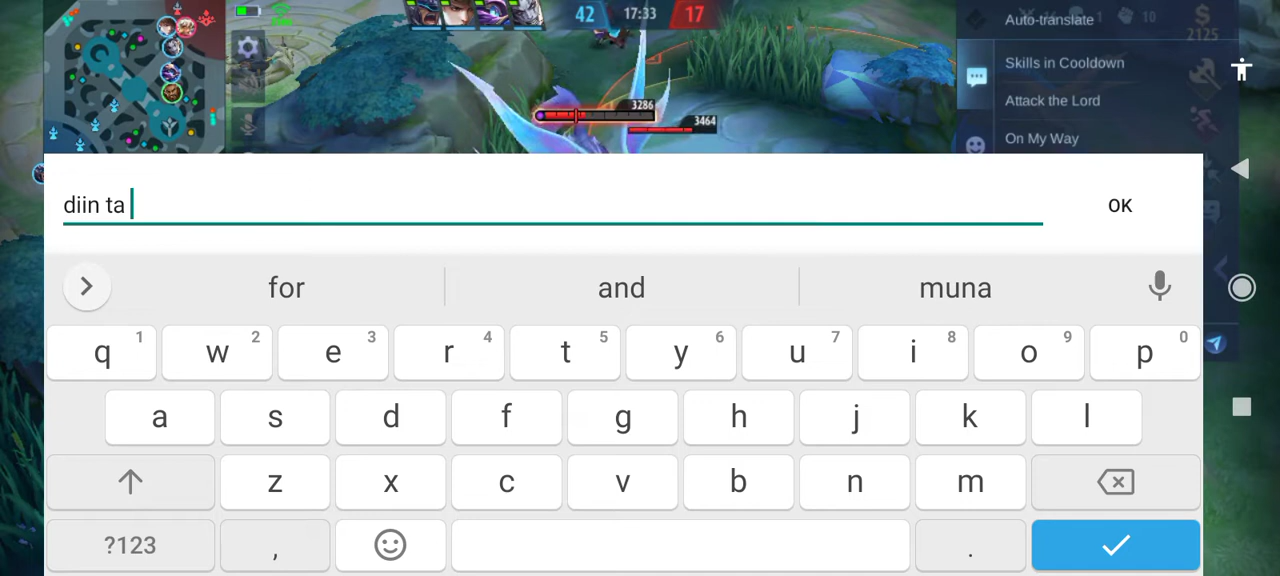 42 17:33 17
10
2125
Auto-translate
Skills in Cooldown
Attack the Lord
On My Way
3286
3464
diin ta
OK
for and muna
q 1 w 2 e 3 r 4 t 5 y 6 u 7 i 8 o 9 p 0
a s d f g h j k l
z x c v b n m
?123 , .